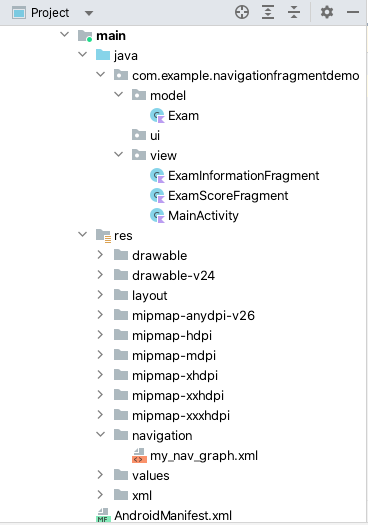 Project
main
java
com.example.navigationfragmentdemo
model
Exam
ui
view
ExamInformationFragment
ExamScoreFragment
MainActivity
res
drawable
drawable-v24
layout
mipmap-anydpi-v26
mipmap-hdpi
mipmap-mdpi
mipmap-xhdpi
mipmap-xxhdpi
mipmap-xxxhdpi
navigation
my_nav_graph.xml
values
xml
AndroidManifest.xml